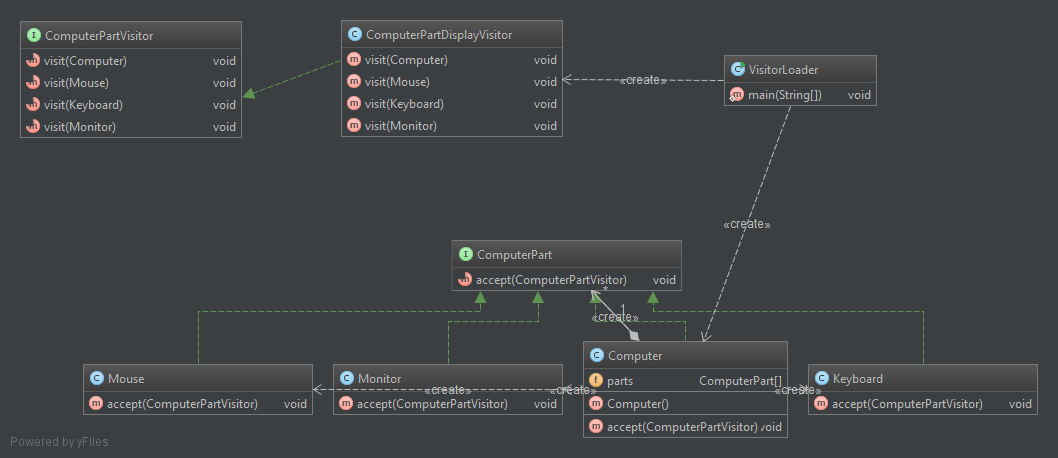 ComputerPartVisitor
visit(Computer) void
visit(Mouse) void
visit(Keyboard) void
visit(Monitor) void
ComputerPartDisplayVisitor
visit(Computer) void
visit(Mouse) void
visit(Keyboard) void
visit(Monitor) void
«create»
VisitorLoader
main(String[]) void
«create»
ComputerPart
accept(ComputerPartVisitor) void
*
1
«create»
Mouse
accept(ComputerPartVisitor) void
«create»
Monitor
accept(ComputerPartVisitor) void
«create»
Computer
parts ComputerPart[]
Computer()
accept(ComputerPartVisitor) void
«create»
Keyboard
accept(ComputerPartVisitor) void
Powered by yFiles